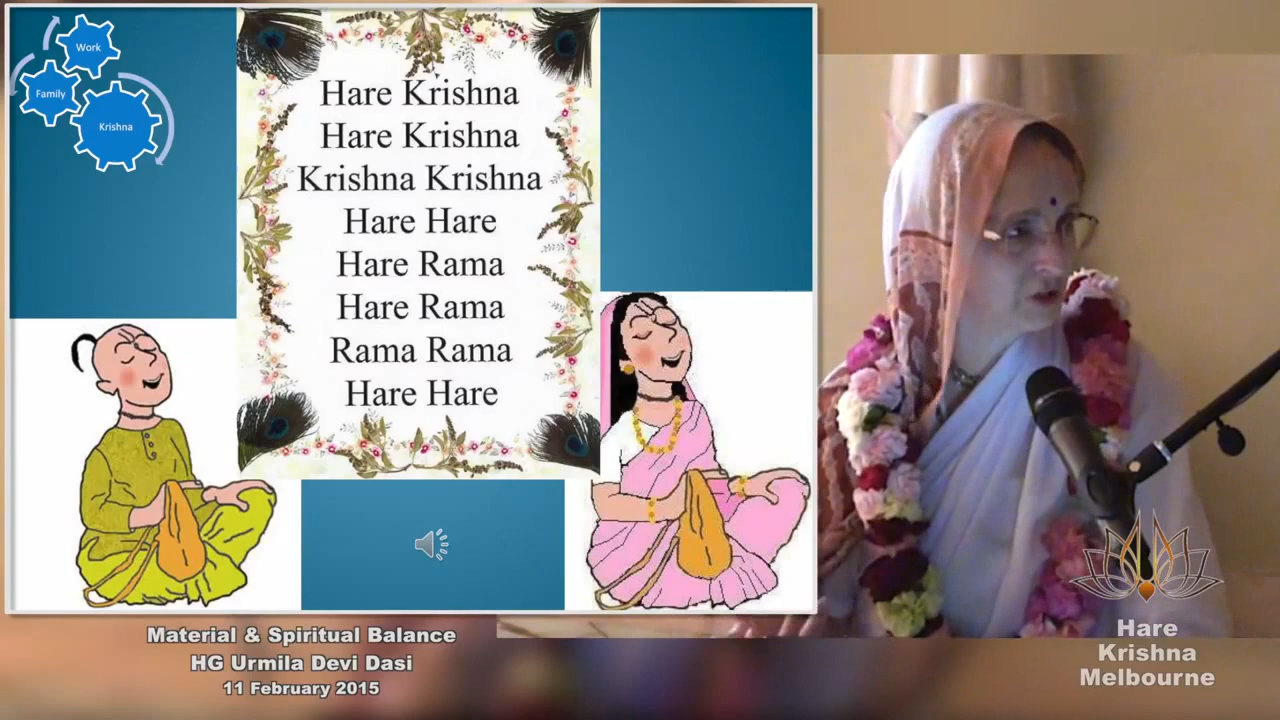 Work
Family
Krishna
Hare Krishna
Hare Krishna
Krishna Krishna
Hare Hare
Hare Rama
Hare Rama
Rama Rama
Hare Hare
Material & Spiritual Balance
HG Urmila Devi Dasi
11 February 2015
Hare
Krishna
Melbourne